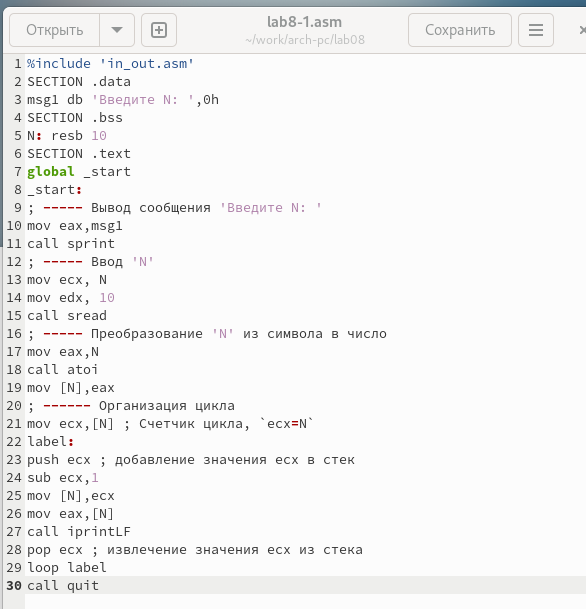 Открыть
lab8-1.asm
~/work/arch-pc/lab08
Сохранить
1 %include 'in_out.asm'
2 SECTION .data
3 msg1 db 'Введите N: ',0h
4 SECTION .bss
5 N: resb 10
6 SECTION .text
7 global _start
8 _start:
9 ; ----- Вывод сообщения 'Введите N: '
10 mov eax,msg1
11 call sprint
12 ; ----- Ввод 'N'
13 mov ecx, N
14 mov edx, 10
15 call sread
16 ; ----- Преобразование 'N' из символа в число
17 mov eax,N
18 call atoi
19 mov [N],eax
20 ; ------ Организация цикла
21 mov ecx,[N] ; Счетчик цикла, `ecx=N`
22 label:
23 push ecx ; добавление значения ecx в стек
24 sub ecx,1
25 mov [N],ecx
26 mov eax,[N]
27 call iprintLF
28 pop ecx ; извлечение значения ecx из стека
29 loop label
30 call quit